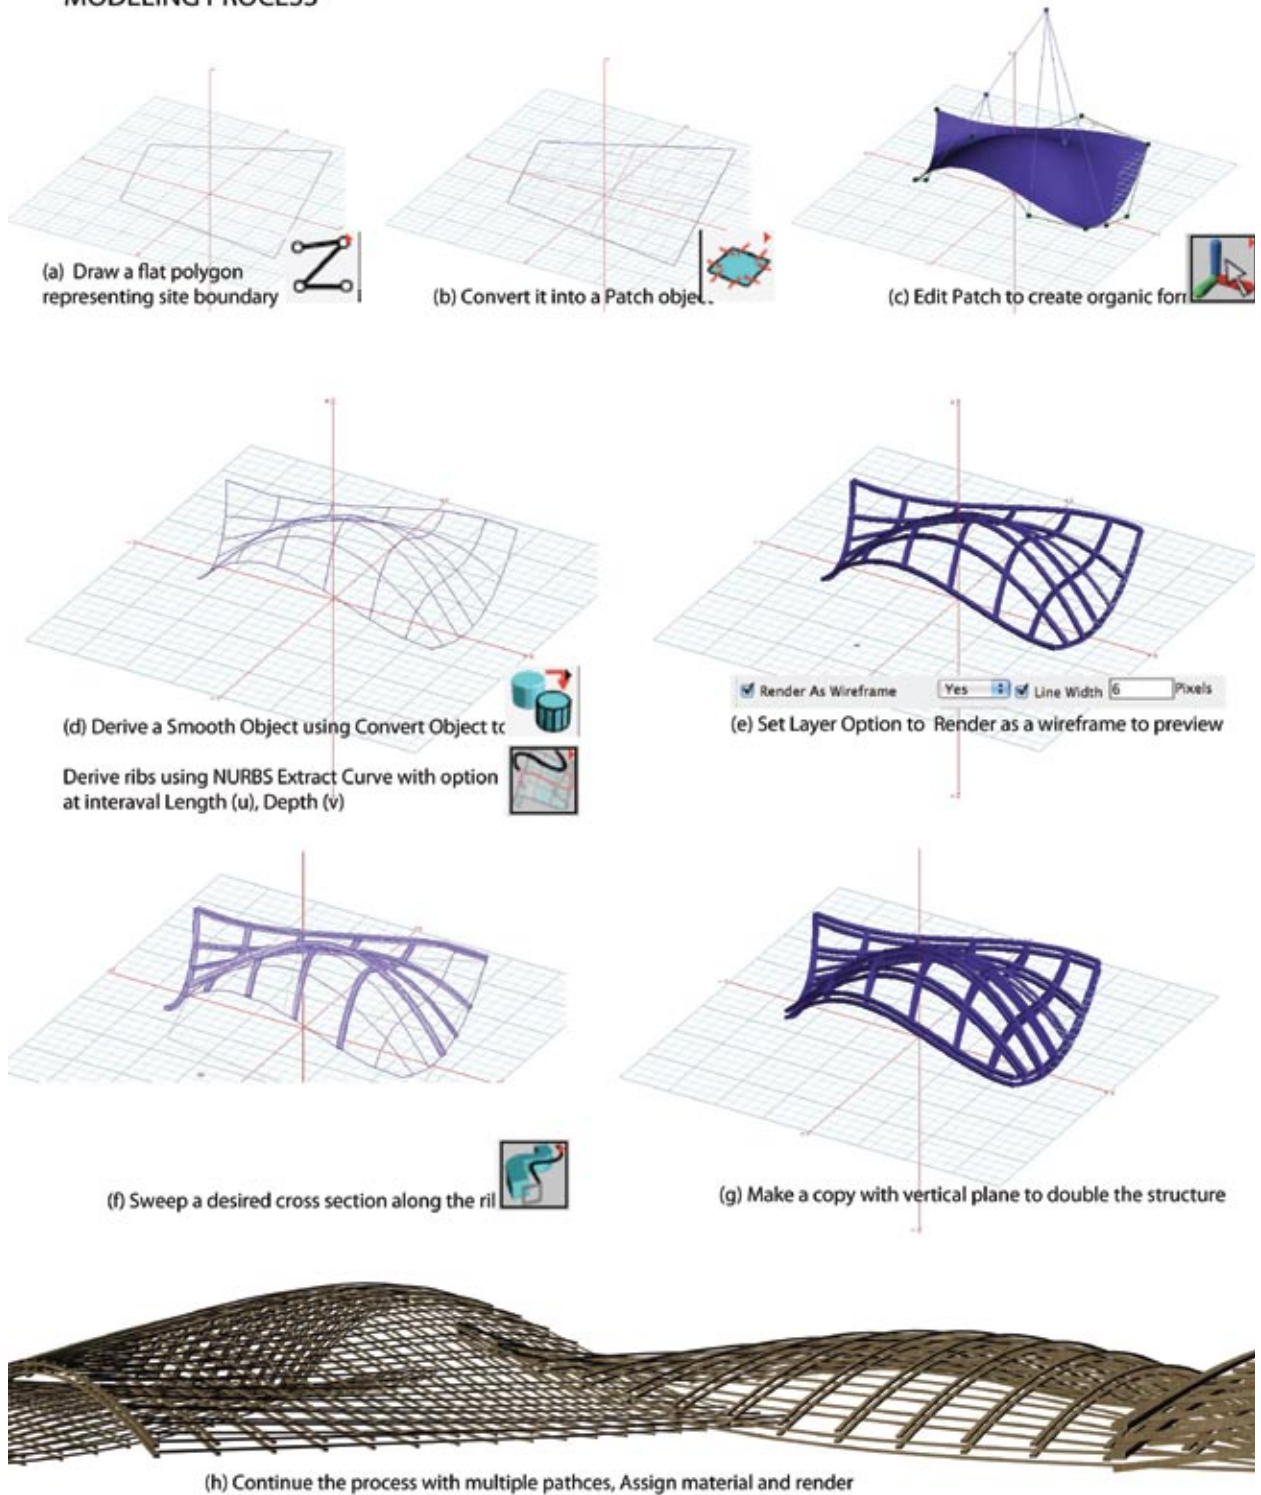 MODELING PROCESS
(a) Draw a flat polygon
representing site boundary
(b) Convert it into a Patch objec
(c) Edit Patch to create organic for
(d) Derive a Smooth Object using Convert Object to
Derive ribs using NURBS Extract Curve with option
at interaval Length (u), Depth (v)
Render As Wireframe Yes Line Width 6 Pixels
(e) Set Layer Option to Render as a wireframe to preview
(f) Sweep a desired cross section along the ri
(g) Make a copy with vertical plane to double the structure
(h) Continue the process with multiple pathces, Assign material and render